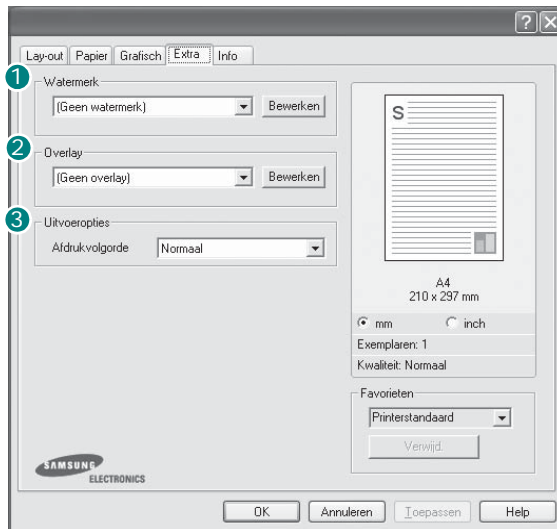 Lay-out Papier Grafisch Extra Info
1
Watermerk
(Geen watermerk) Bewerken
2
Overlay
(Geen overlay) Bewerken
3
Uitvoeropties
Afdrukvolgorde Normaal
S
A4
210 x 297 mm
mm inch
Exemplaren: 1
Kwaliteit: Normaal
Favorieten
Printerstandaard
Verwijd.
SAMSUNG
ELECTRONICS
OK Annuleren Toepassen Help